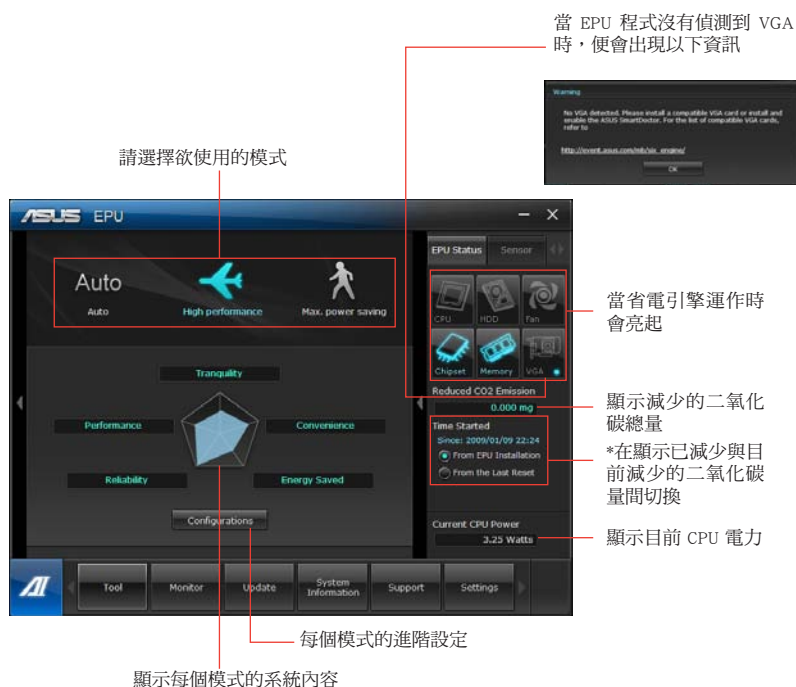 當 EPU 程式沒有偵測到 VGA
時，便會出現以下資訊
Warning
No VGA detected. Please install a compatible VGA card or install and
enable the ASUS SmartDoctor. For the list of compatible VGA cards,
refer to
http://event.asus.com/mb/six_engine/
OK
請選擇欲使用的模式
ASUS EPU
EPU Status
Sensor
Auto
Auto
High performance
Max. power saving
CPU
HDD
Fan
Chipset
Memory
VGA
當省電引擎運作時
會亮起
Tranquility
Performance
Convenience
Reliability
Energy Saved
Configurations
Reduced CO2 Emission
0.000 mg
顯示減少的二氧化
碳總量
Time Started
Since: 2009/01/09 22:24
From EPU Installation
From the Last Reset
*在顯示已減少與目
前減少的二氧化碳
量間切換
Current CPU Power
3.25 Watts
顯示目前 CPU 電力
Tool
Monitor
Update
System
Information
Support
Settings
每個模式的進階設定
顯示每個模式的系統內容